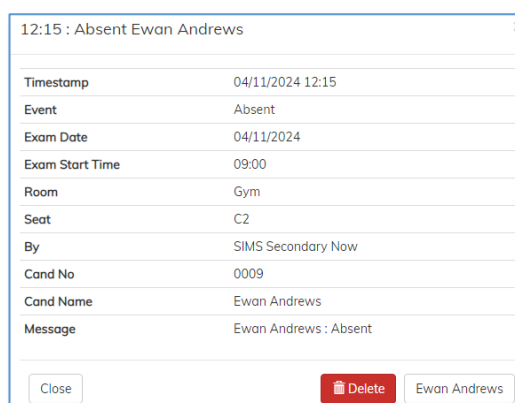 12:15 : Absent Ewan Andrews
Timestamp 04/11/2024 12:15
Event Absent
Exam Date 04/11/2024
Exam Start Time 09:00
Room Gym
Seat C2
By SIMS Secondary Now
Cand No 0009
Cand Name Ewan Andrews
Message Ewan Andrews : Absent
Close Delete Ewan Andrews